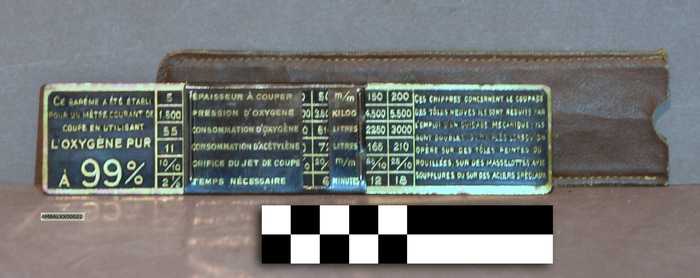 CE BARÈME A ÉTÉ ÉTABLI
POUR UN MÈTRE COURANT DE
COUPE EN UTILISANT
L'OXYGÈNE PUR
À 99%
5
1.500
55
11
10/10
ÉPAISSEUR À COUPER
PRESSION D'OXYGÈNE
CONSOMMATION D'OXYGÈNE
CONSOMMATION D'ACÉTYLÈNE
ORIFICE DU JET DE COUPE
TEMPS NÉCESSAIRE
m/m
KILOS
LITRES
LITRES
m/m
MINUTES
150 200
4.500 5.500
2250 3000
165 210
12 18
CES CHIFFRES CONCERNENT LE COUPAGE
DES TÔLES NEUVES ILS SONT RÉDUITS PAR
L'EMPLOI D'UN GUIDAGE MÉCANIQUE : ILS
SONT DOUBLÉS LORSQU'ON
OPÈRE SUR DES TÔLES PEINTES OU
ROUILLÉES, SUR DES MASSELOTTES AVEC
SOUFFLURES OU SUR DES ACIERS SPÉCIAUX